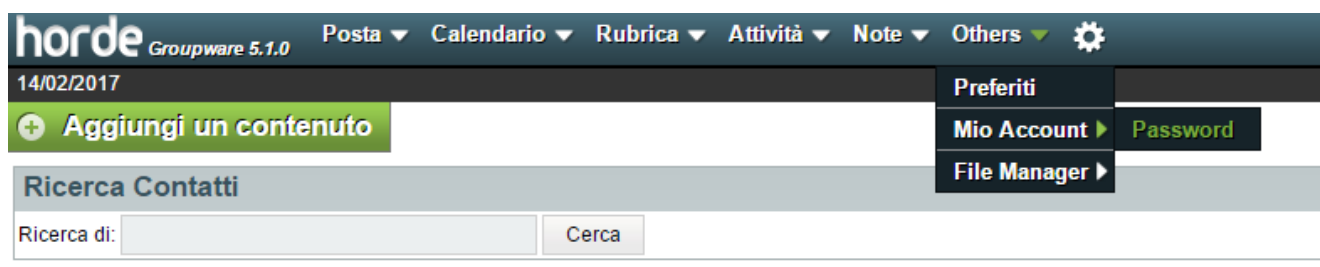 horde Groupware 5.1.0 Posta Calendario Rubrica Attività Note Others
14/02/2017
Preferiti
Aggiungi un contenuto
Mio Account Password
File Manager
Ricerca Contatti
Ricerca di: Cerca